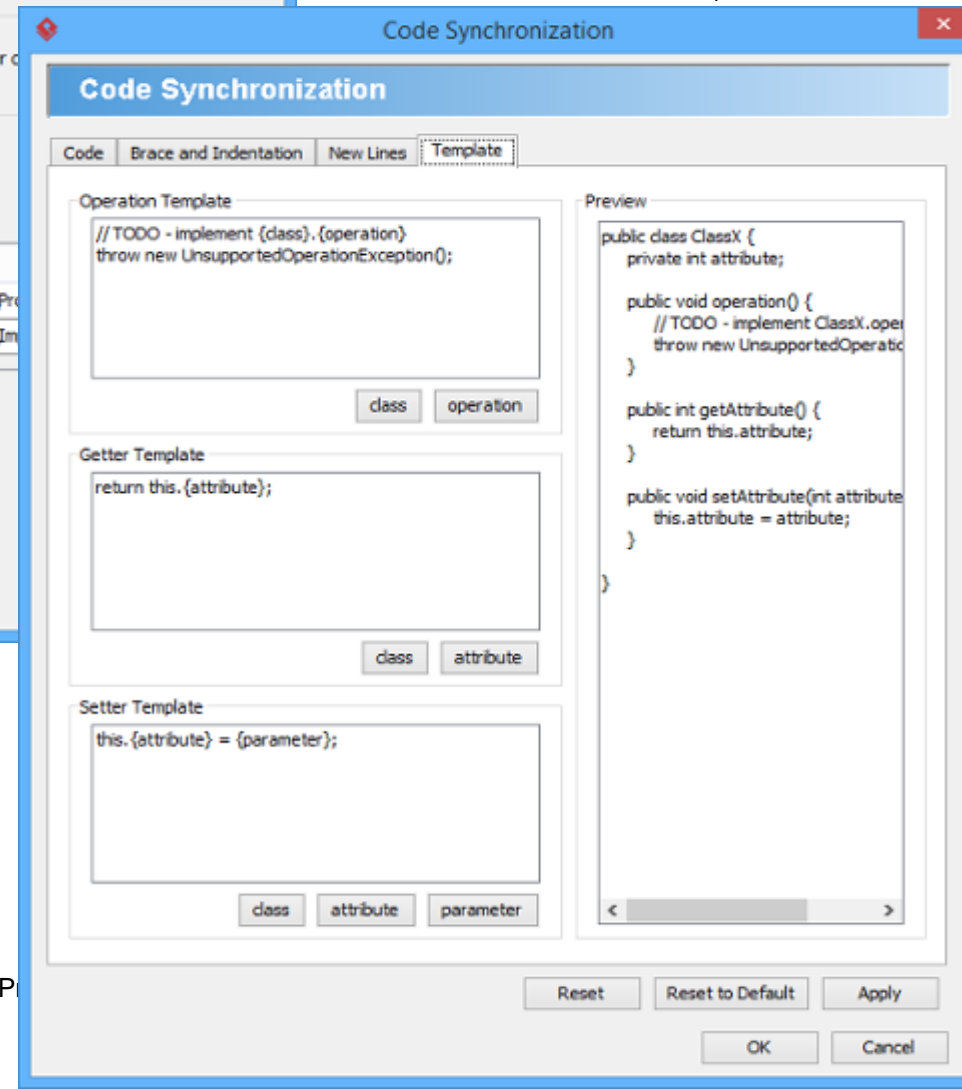 Code Synchronization
Code Synchronization
Code
Brace and Indentation
New Lines
Template
Operation Template
// TODO - implement {class}.{operation}
throw new UnsupportedOperationException();
class
operation
Getter Template
return this.{attribute};
class
attribute
Setter Template
this.{attribute} = {parameter};
class
attribute
parameter
Preview
public class ClassX {
private int attribute;
public void operation() {
// TODO - implement ClassX.oper
throw new UnsupportedOperatio
}
public int getAttribute() {
return this.attribute;
}
public void setAttribute(int attribute
this.attribute = attribute;
}
}
Reset
Reset to Default
Apply
OK
Cancel